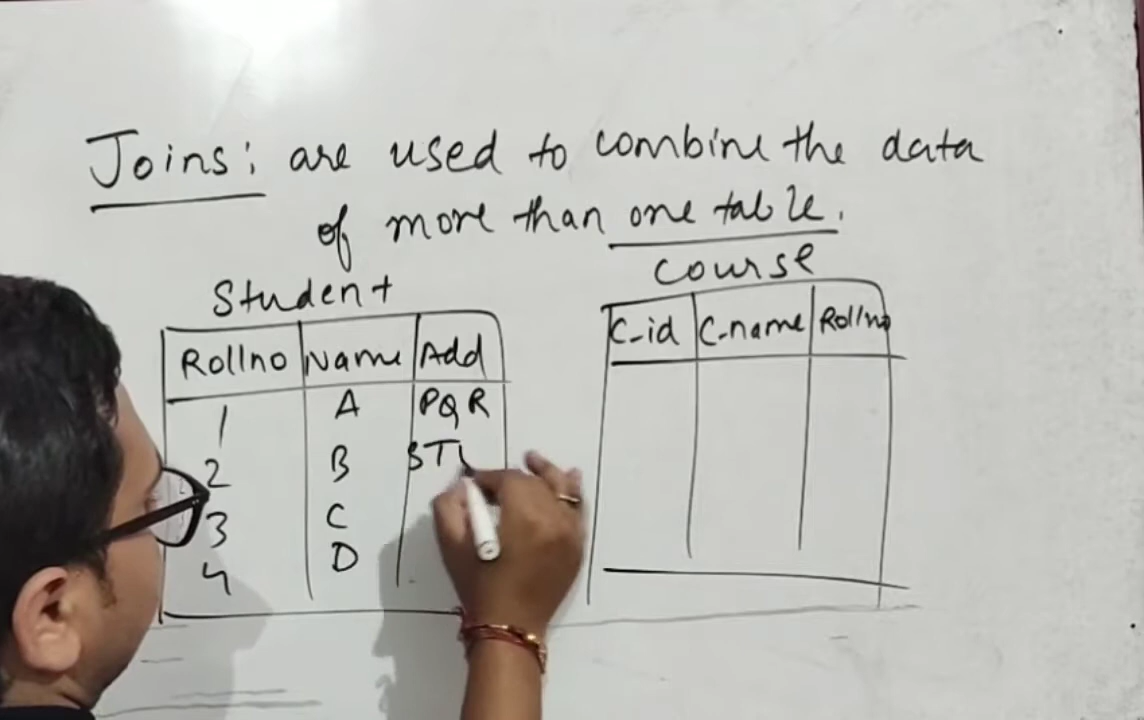 Joins: are used to combine the data
of more than one table.
Student
Rollno Name Add
1 A PQR
2 B
3 C
4 D
Course
C-id C-name Rollno